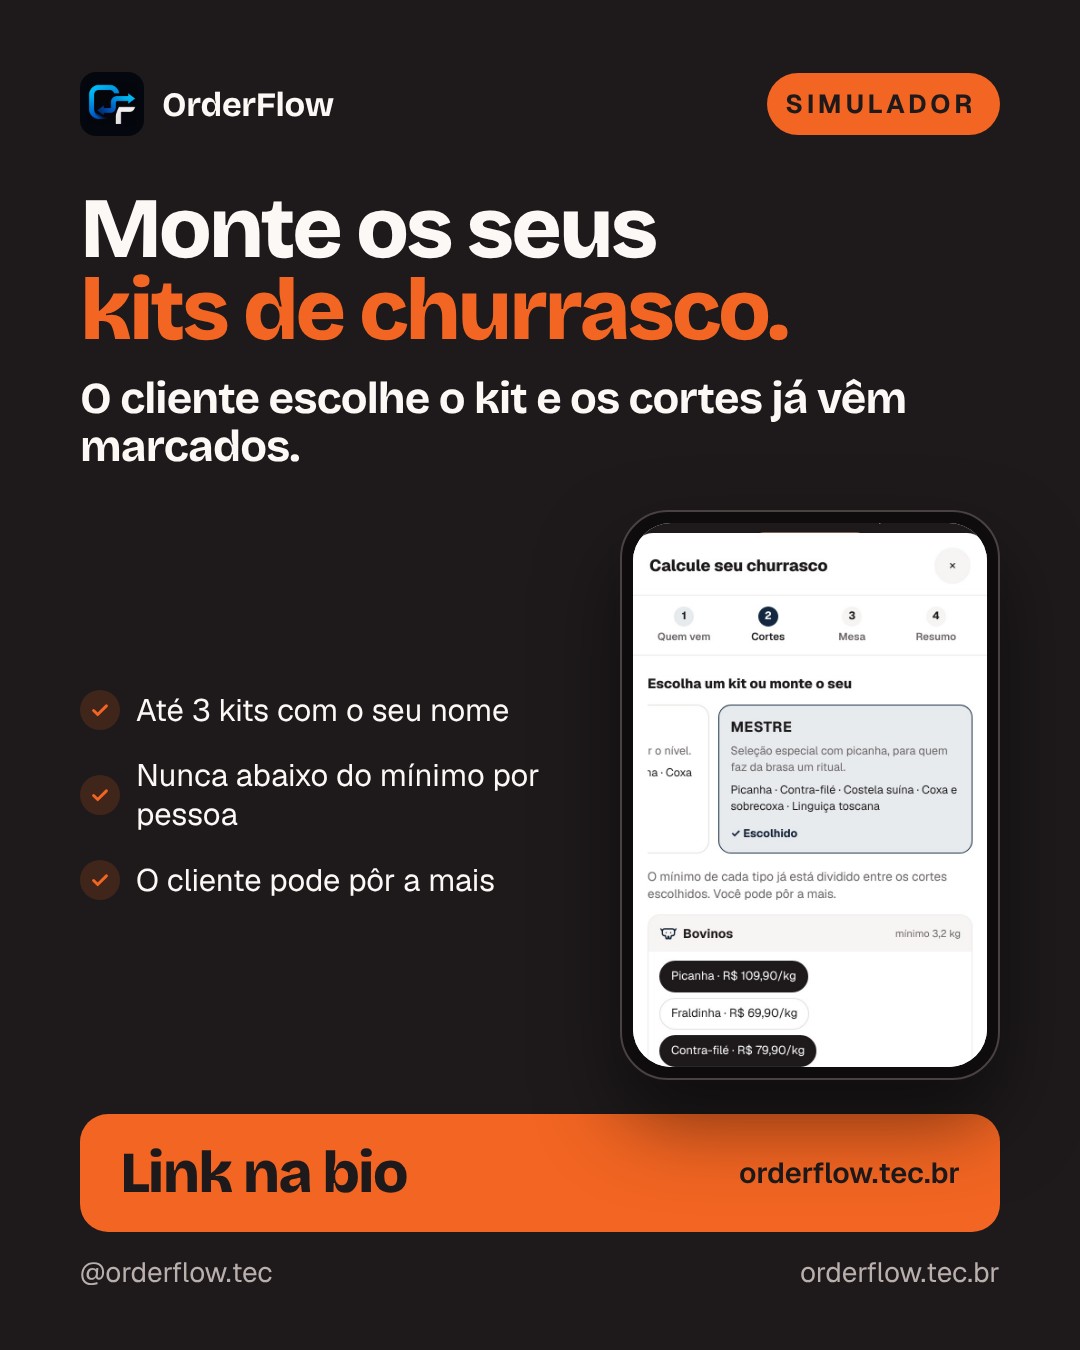 OrderFlow
SIMULADOR
Monte os seus
kits de churrasco.
O cliente escolhe o kit e os cortes já vêm
marcados.
Até 3 kits com o seu nome
Nunca abaixo do mínimo por
pessoa
O cliente pode pôr a mais
Calcule seu churrasco
×
1 2 3 4
Quem vem Cortes Mesa Resumo
Escolha um kit ou monte o seu
r o nível.
· Coxa
MESTRE
Seleção especial com picanha, para quem
faz da brasa um ritual.
Picanha · Contra-filé · Costela suína · Coxa e
sobrecoxa · Linguiça toscana
✓ Escolhido
O mínimo de cada tipo já está dividido entre os cortes
escolhidos. Você pode pôr a mais.
Bovinos
mínimo 3,2 kg
Picanha · R$ 109,90/kg
Fraldinha · R$ 69,90/kg
Contra-filé · R$ 79,90/kg
Link na bio
orderflow.tec.br
@orderflow.tec
orderflow.tec.br